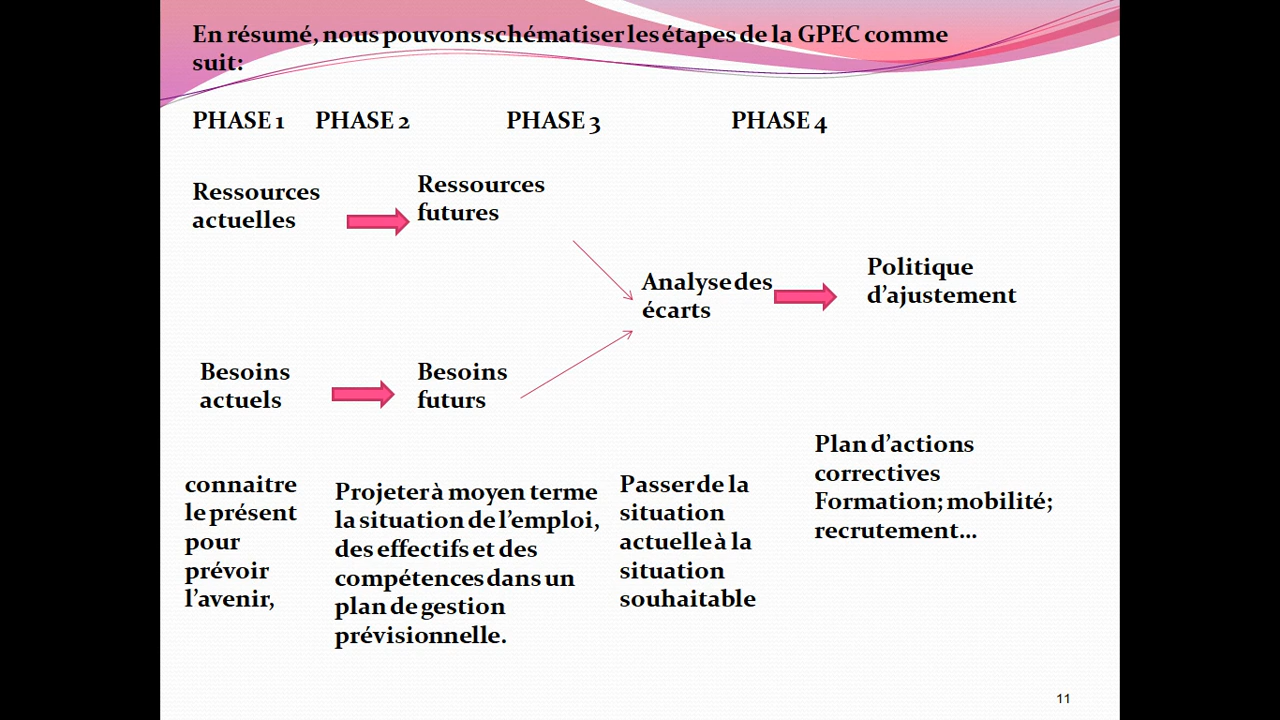 En résumé, nous pouvons schématiser les étapes de la GPEC comme
suit:
PHASE 1 PHASE 2 PHASE 3 PHASE 4
Ressources
actuelles
Ressources
futures
Analyse des
écarts
Politique
d'ajustement
Besoins
actuels
Besoins
futurs
connaitre
le présent
pour
prévoir
l'avenir,
Projeter à moyen terme
la situation de l'emploi,
des effectifs et des
compétences dans un
plan de gestion
prévisionnelle.
Passer de la
situation
actuelle à la
situation
souhaitable
Plan d'actions
correctives
Formation; mobilité;
recrutement...
11